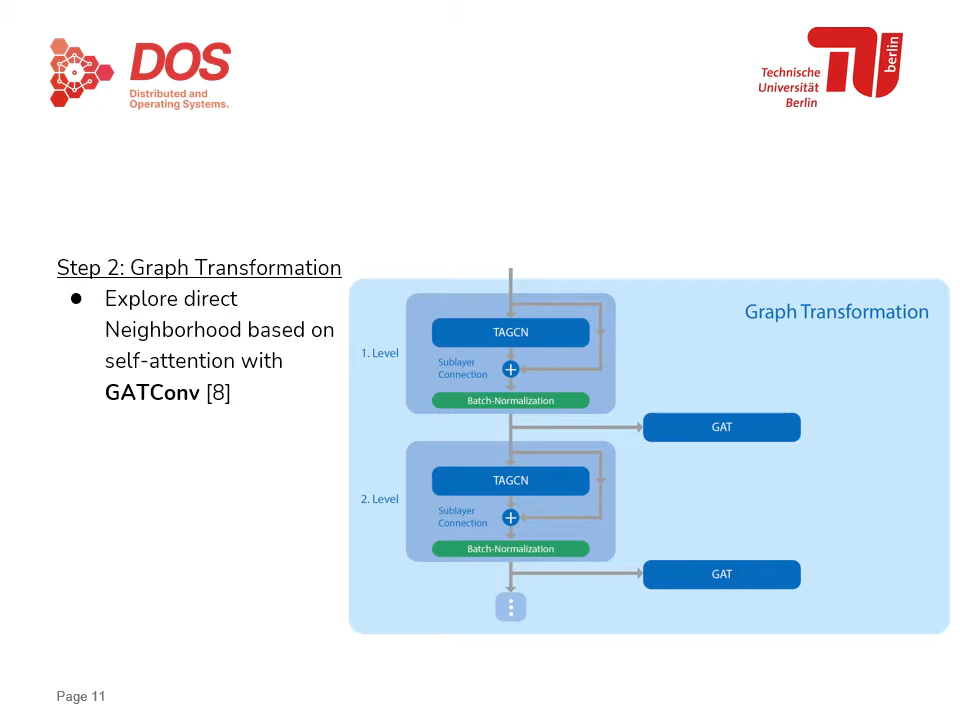 DOS
Distributed and
Operating Systems.
Technische
Universität
Berlin
berlin
Step 2: Graph Transformation
● Explore direct
Neighborhood based on
self-attention with
GATConv [8]
Graph Transformation
1. Level
TAGCN
Sublayer
Connection
+
Batch-Normalization
GAT
2. Level
TAGCN
Sublayer
Connection
+
Batch-Normalization
GAT
Page 11